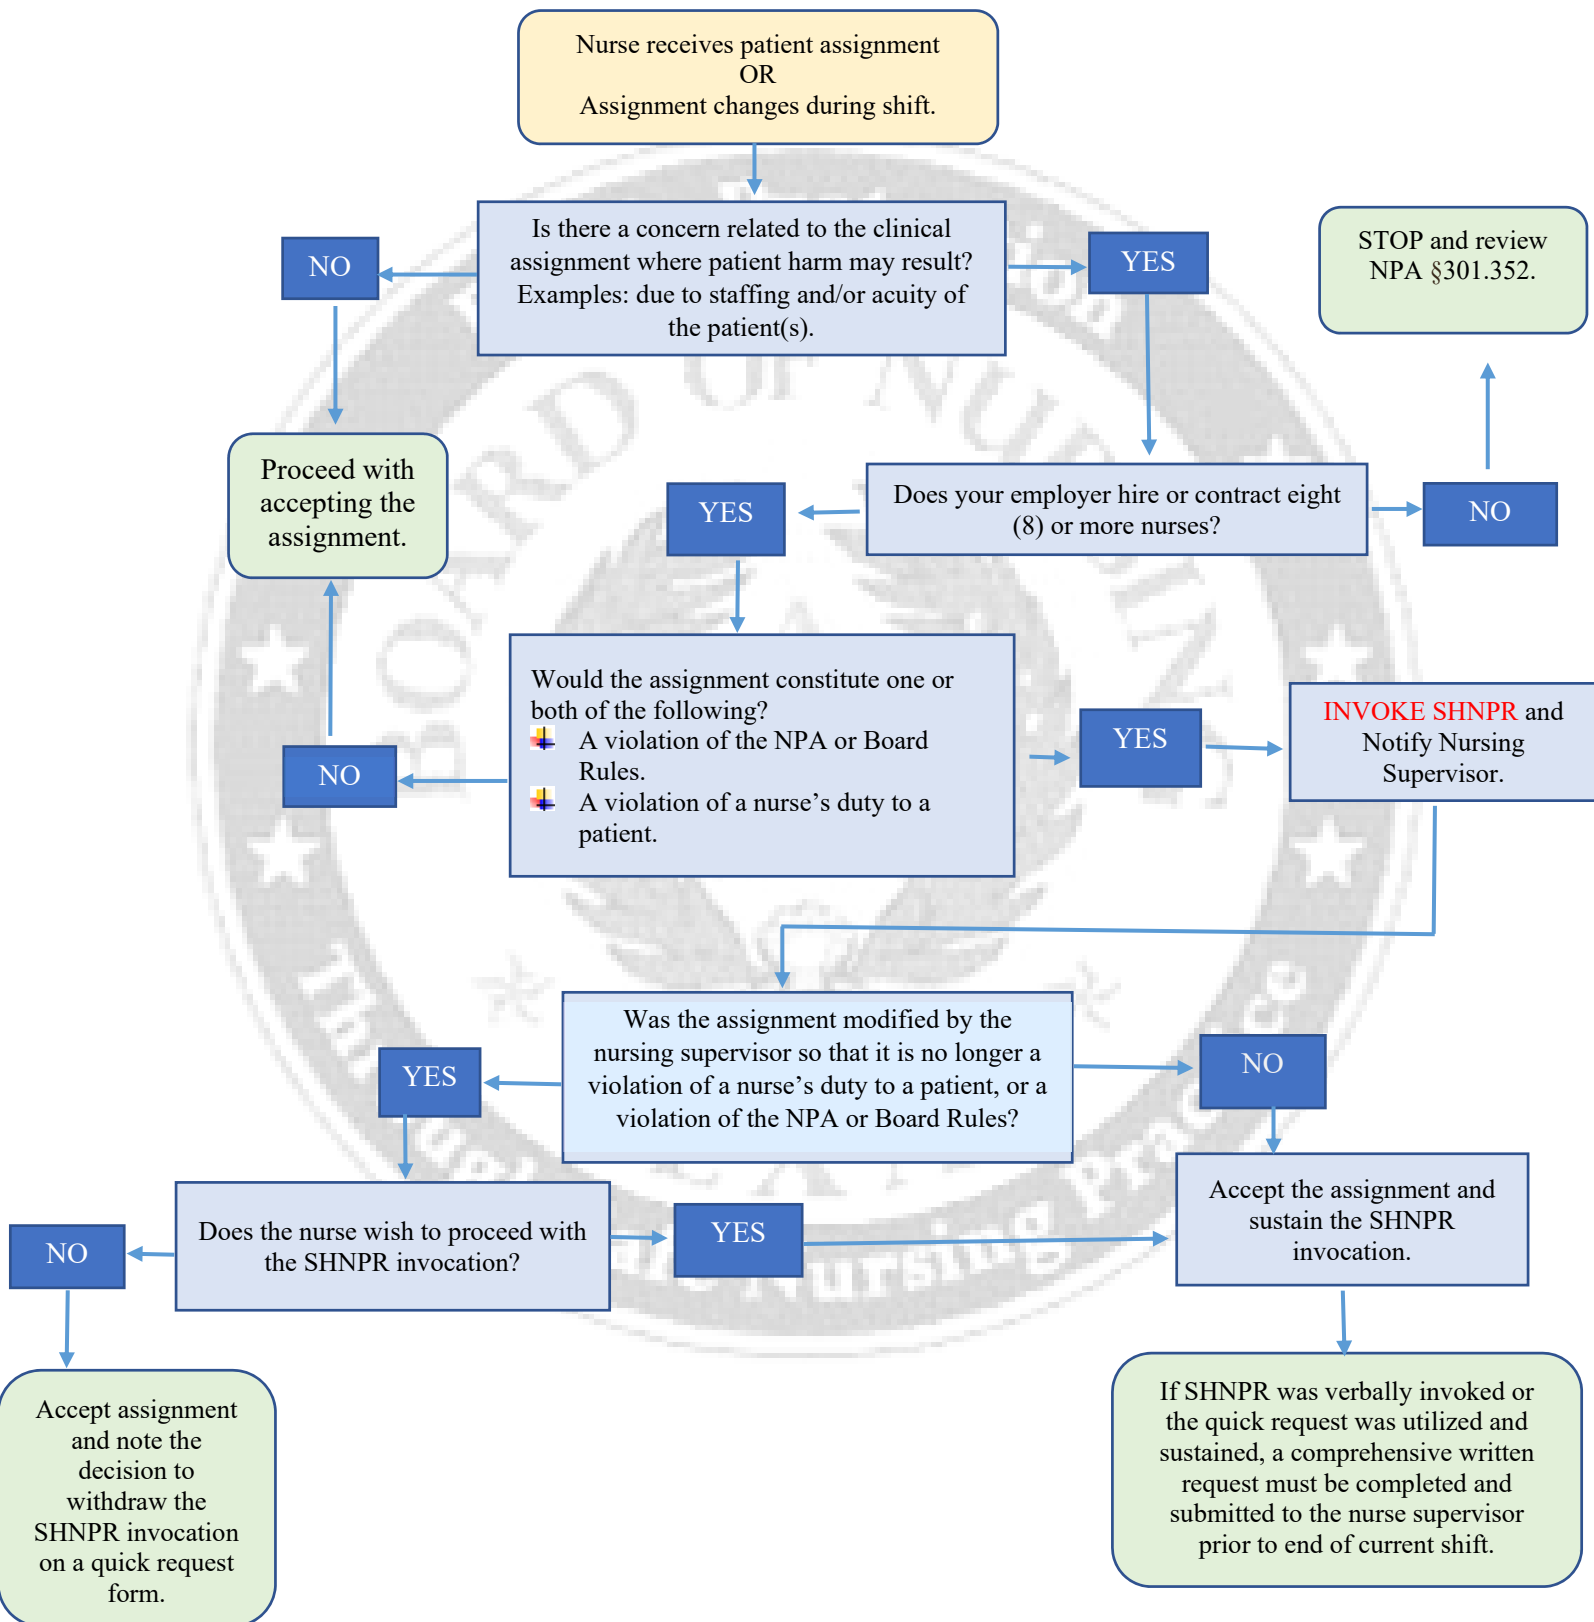 Nurse receives patient assignment
OR
Assignment changes during shift.
Is there a concern related to the clinical
assignment where patient harm may result?
Examples: due to staffing and/or acuity of
the patient(s).
NO
YES
STOP and review
NPA §301.352.
Proceed with
accepting the
assignment.
YES
Does your employer hire or contract eight
(8) or more nurses?
NO
Would the assignment constitute one or
both of the following?
A violation of the NPA or Board
Rules.
A violation of a nurse’s duty to a
patient.
NO
YES
INVOKE SHNPR and
Notify Nursing
Supervisor.
Was the assignment modified by the
nursing supervisor so that it is no longer a
violation of a nurse’s duty to a patient, or a
violation of the NPA or Board Rules?
YES
NO
Does the nurse wish to proceed with
the SHNPR invocation?
NO
YES
Accept the assignment and
sustain the SHNPR
invocation.
Accept assignment
and note the
decision to
withdraw the
SHNPR invocation
on a quick request
form.
If SHNPR was verbally invoked or
the quick request was utilized and
sustained, a comprehensive written
request must be completed and
submitted to the nurse supervisor
prior to end of current shift.
BOARD OF NURSING
Nursing Practice